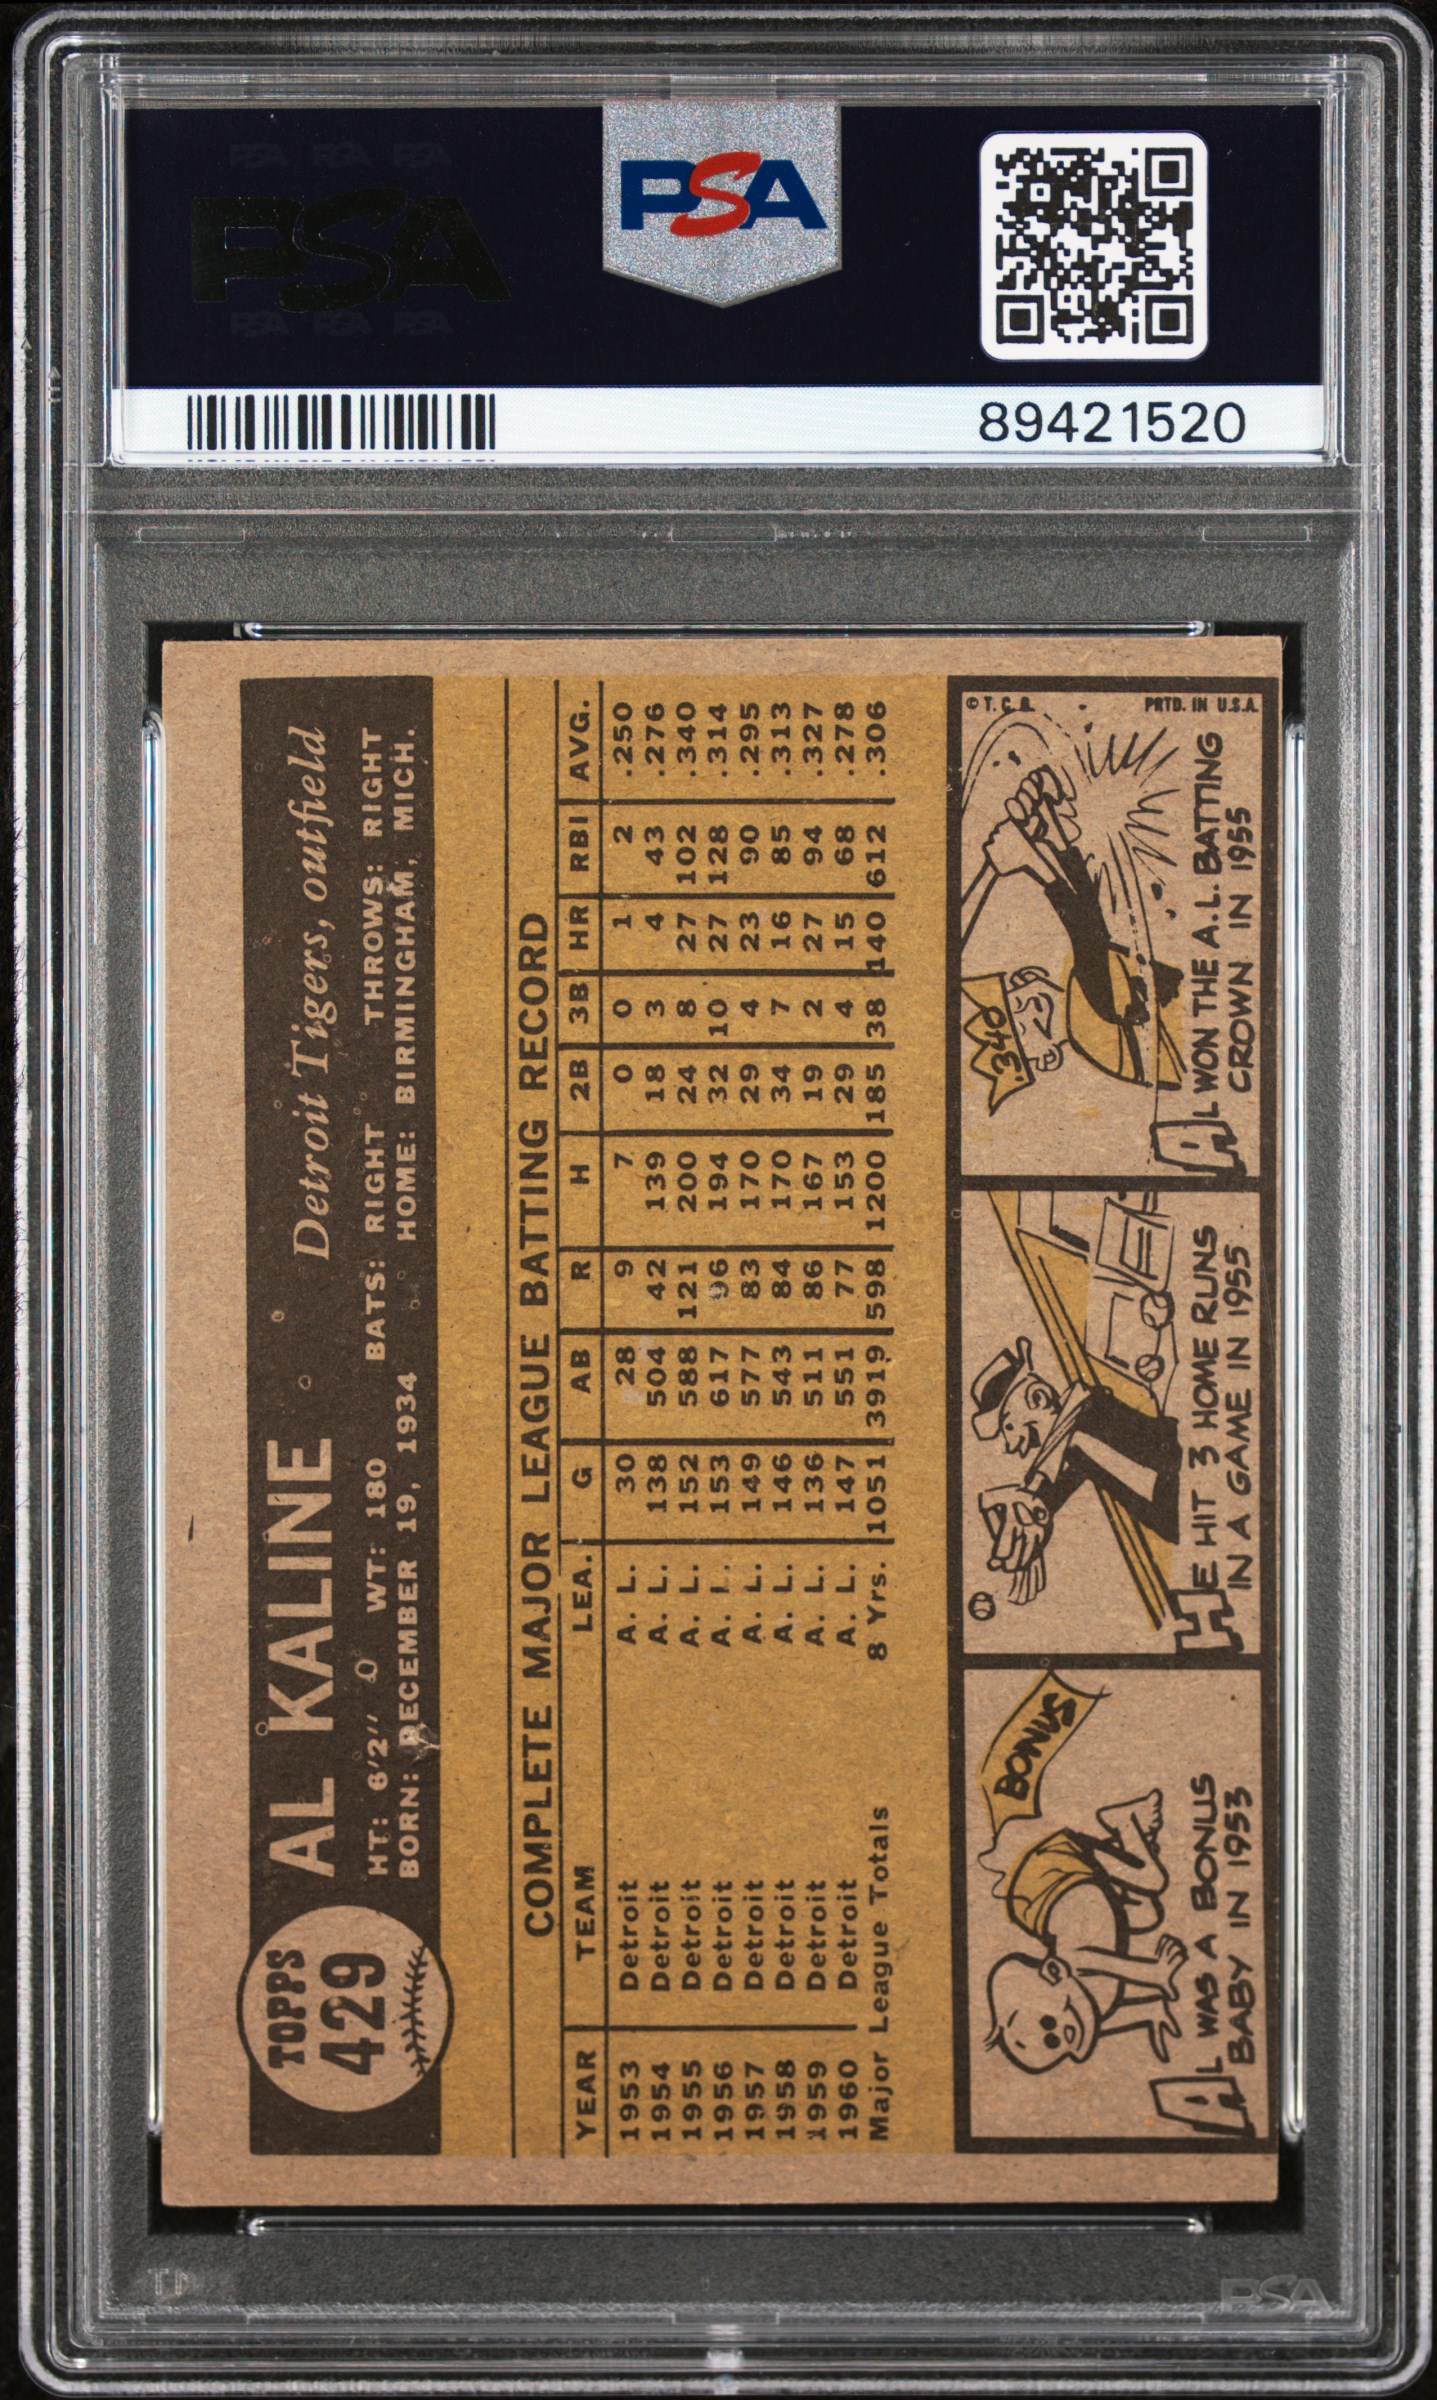 PSA PSA PSA
PSA
PSA PSA PSA
PSA
89421520
TOPPS
429
AL KALINE Detroit Tigers, outfield
HT: 6'2" WT: 180 BATS: RIGHT THROWS: RIGHT
BORN: DECEMBER 19, 1934 HOME: BIRMINGHAM, MICH.
COMPLETE MAJOR LEAGUE BATTING RECORD
YEAR TEAM LEA. G AB R H 2B 3B HR RBI AVG.
1953 Detroit A. L. 30 28 9 7 0 0 1 2 .250
1954 Detroit A. L. 138 504 42 139 18 3 4 43 .276
1955 Detroit A. L. 152 588 121 200 24 8 27 102 .340
1956 Detroit A. L. 153 617 96 194 32 10 27 128 .314
1957 Detroit A. L. 149 577 83 170 29 4 23 90 .295
1958 Detroit A. L. 146 543 84 170 34 7 16 85 .313
1959 Detroit A. L. 136 511 86 167 19 2 27 94 .327
1960 Detroit A. L. 147 551 77 153 29 4 15 68 .278
Major League Totals 8 Yrs. 1051 3919 598 1200 185 38 140 612 .306
BONUS
AL WAS A BONUS
BABY IN 1953
HE HIT 3 HOME RUNS
IN A GAME IN 1955
.340
© T.C.G. PRTD. IN U.S.A.
AL WON THE A.L. BATTING
CROWN IN 1955
PSA